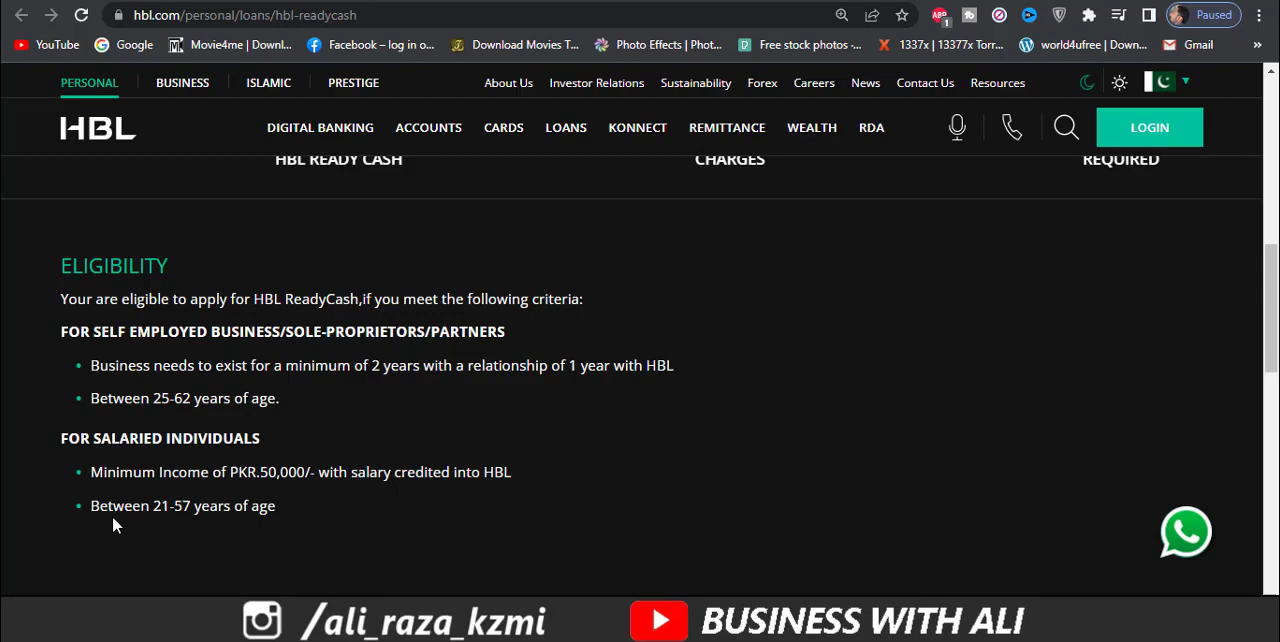 hbl.com/personal/loans/hbl-readycash
ABP
1
Paused
YouTube
Google
Movie4me | Downl...
Facebook – log in o...
Download Movies T...
Photo Effects | Phot...
Free stock photos -...
1337x | 13377x Torr...
world4ufree | Down...
Gmail
»
PERSONAL
BUSINESS
ISLAMIC
PRESTIGE
About Us
Investor Relations
Sustainability
Forex
Careers
News
Contact Us
Resources
HBL
DIGITAL BANKING
ACCOUNTS
CARDS
LOANS
KONNECT
REMITTANCE
WEALTH
RDA
LOGIN
HBL READY CASH
CHARGES
REQUIRED
ELIGIBILITY
Your are eligible to apply for HBL ReadyCash,if you meet the following criteria:
FOR SELF EMPLOYED BUSINESS/SOLE-PROPRIETORS/PARTNERS
• Business needs to exist for a minimum of 2 years with a relationship of 1 year with HBL
• Between 25-62 years of age.
FOR SALARIED INDIVIDUALS
• Minimum Income of PKR.50,000/- with salary credited into HBL
• Between 21-57 years of age
/ali_raza_kzmi
BUSINESS WITH ALI